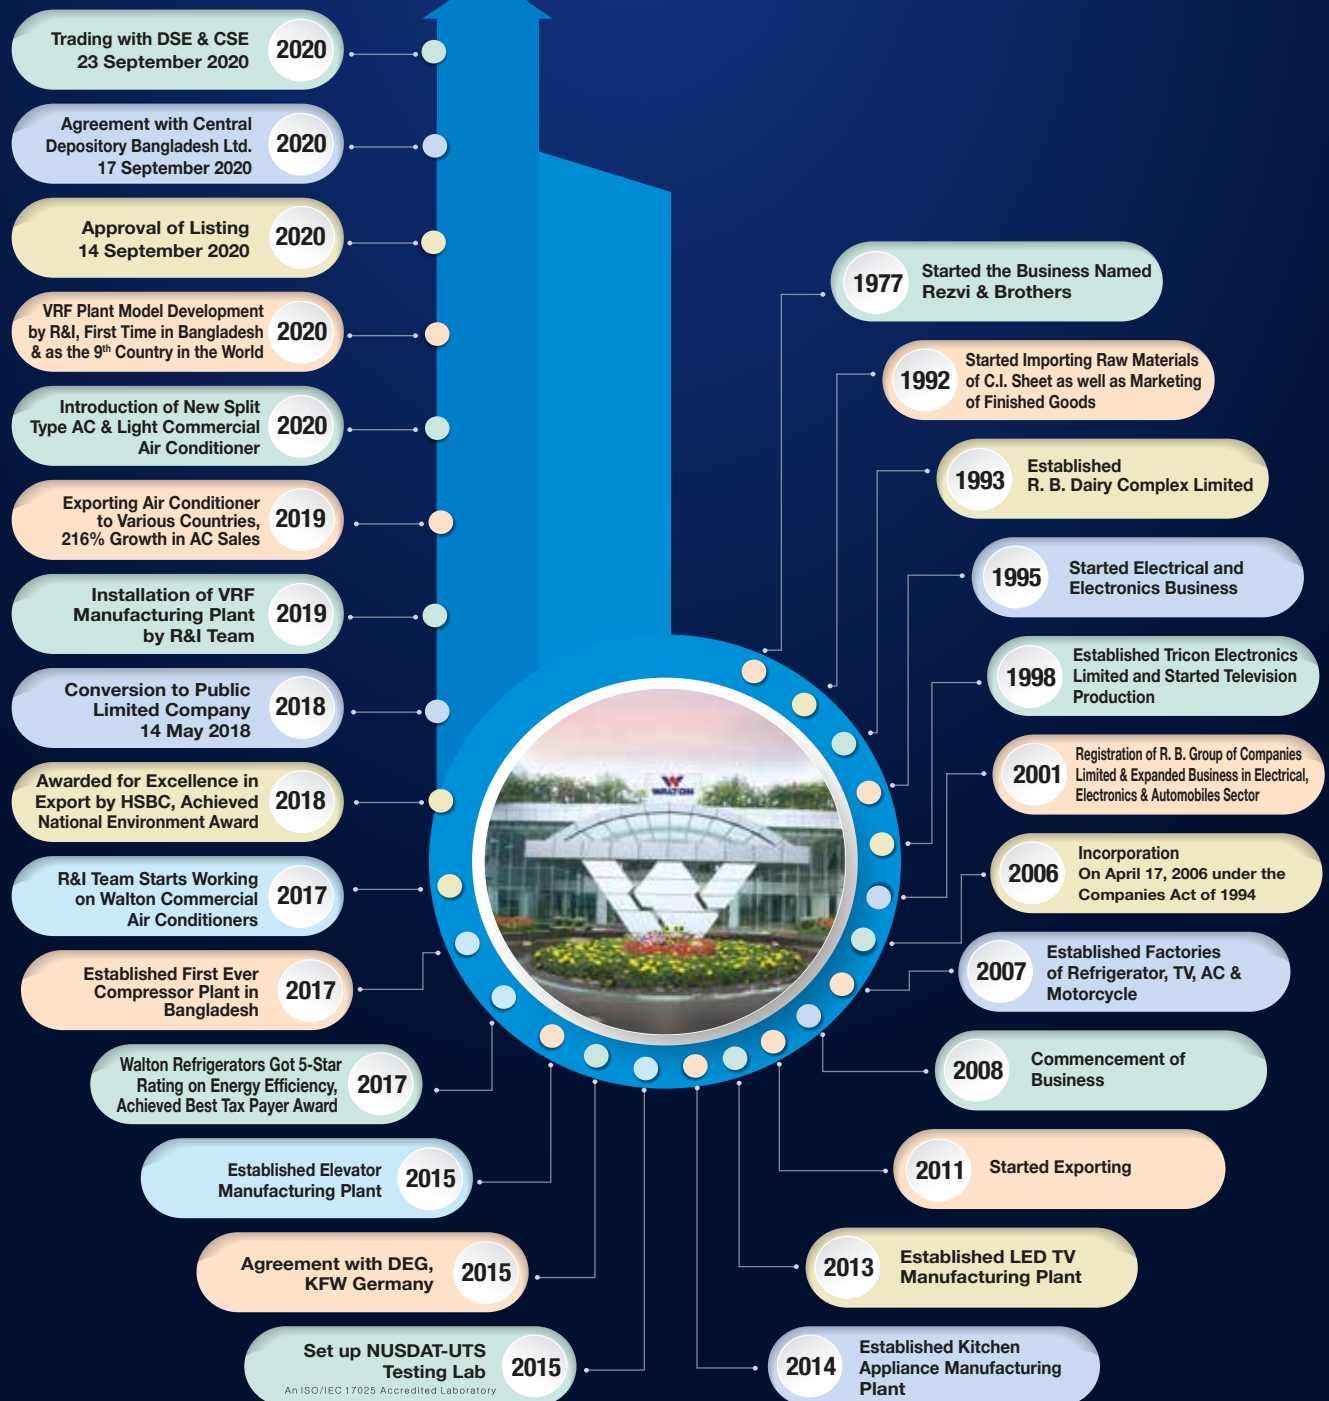 Trading with DSE & CSE
23 September 2020
2020
Agreement with Central
Depository Bangladesh Ltd.
17 September 2020
2020
Approval of Listing
14 September 2020
2020
VRF Plant Model Development
by R&I, First Time in Bangladesh
& as the 9th Country in the World
2020
Introduction of New Split
Type AC & Light Commercial
Air Conditioner
2020
Exporting Air Conditioner
to Various Countries,
216% Growth in AC Sales
2019
Installation of VRF
Manufacturing Plant
by R&I Team
2019
Conversion to Public
Limited Company
14 May 2018
2018
Awarded for Excellence in
Export by HSBC, Achieved
National Environment Award
2018
R&I Team Starts Working
on Walton Commercial
Air Conditioners
2017
Established First Ever
Compressor Plant in
Bangladesh
2017
Walton Refrigerators Got 5-Star
Rating on Energy Efficiency,
Achieved Best Tax Payer Award
2017
Established Elevator
Manufacturing Plant
2015
Agreement with DEG,
KFW Germany
2015
Set up NUSDAT-UTS
Testing Lab
An ISO/IEC 17025 Accredited Laboratory
2015
WALTON
1977
Started the Business Named
Rezvi & Brothers
1992
Started Importing Raw Materials
of C.I. Sheet as well as Marketing
of Finished Goods
1993
Established
R. B. Dairy Complex Limited
1995
Started Electrical and
Electronics Business
1998
Established Tricon Electronics
Limited and Started Television
Production
2001
Registration of R. B. Group of Companies
Limited & Expanded Business in Electrical,
Electronics & Automobiles Sector
2006
Incorporation
On April 17, 2006 under the
Companies Act of 1994
2007
Established Factories
of Refrigerator, TV, AC &
Motorcycle
2008
Commencement of
Business
2011
Started Exporting
2013
Established LED TV
Manufacturing Plant
2014
Established Kitchen
Appliance Manufacturing
Plant